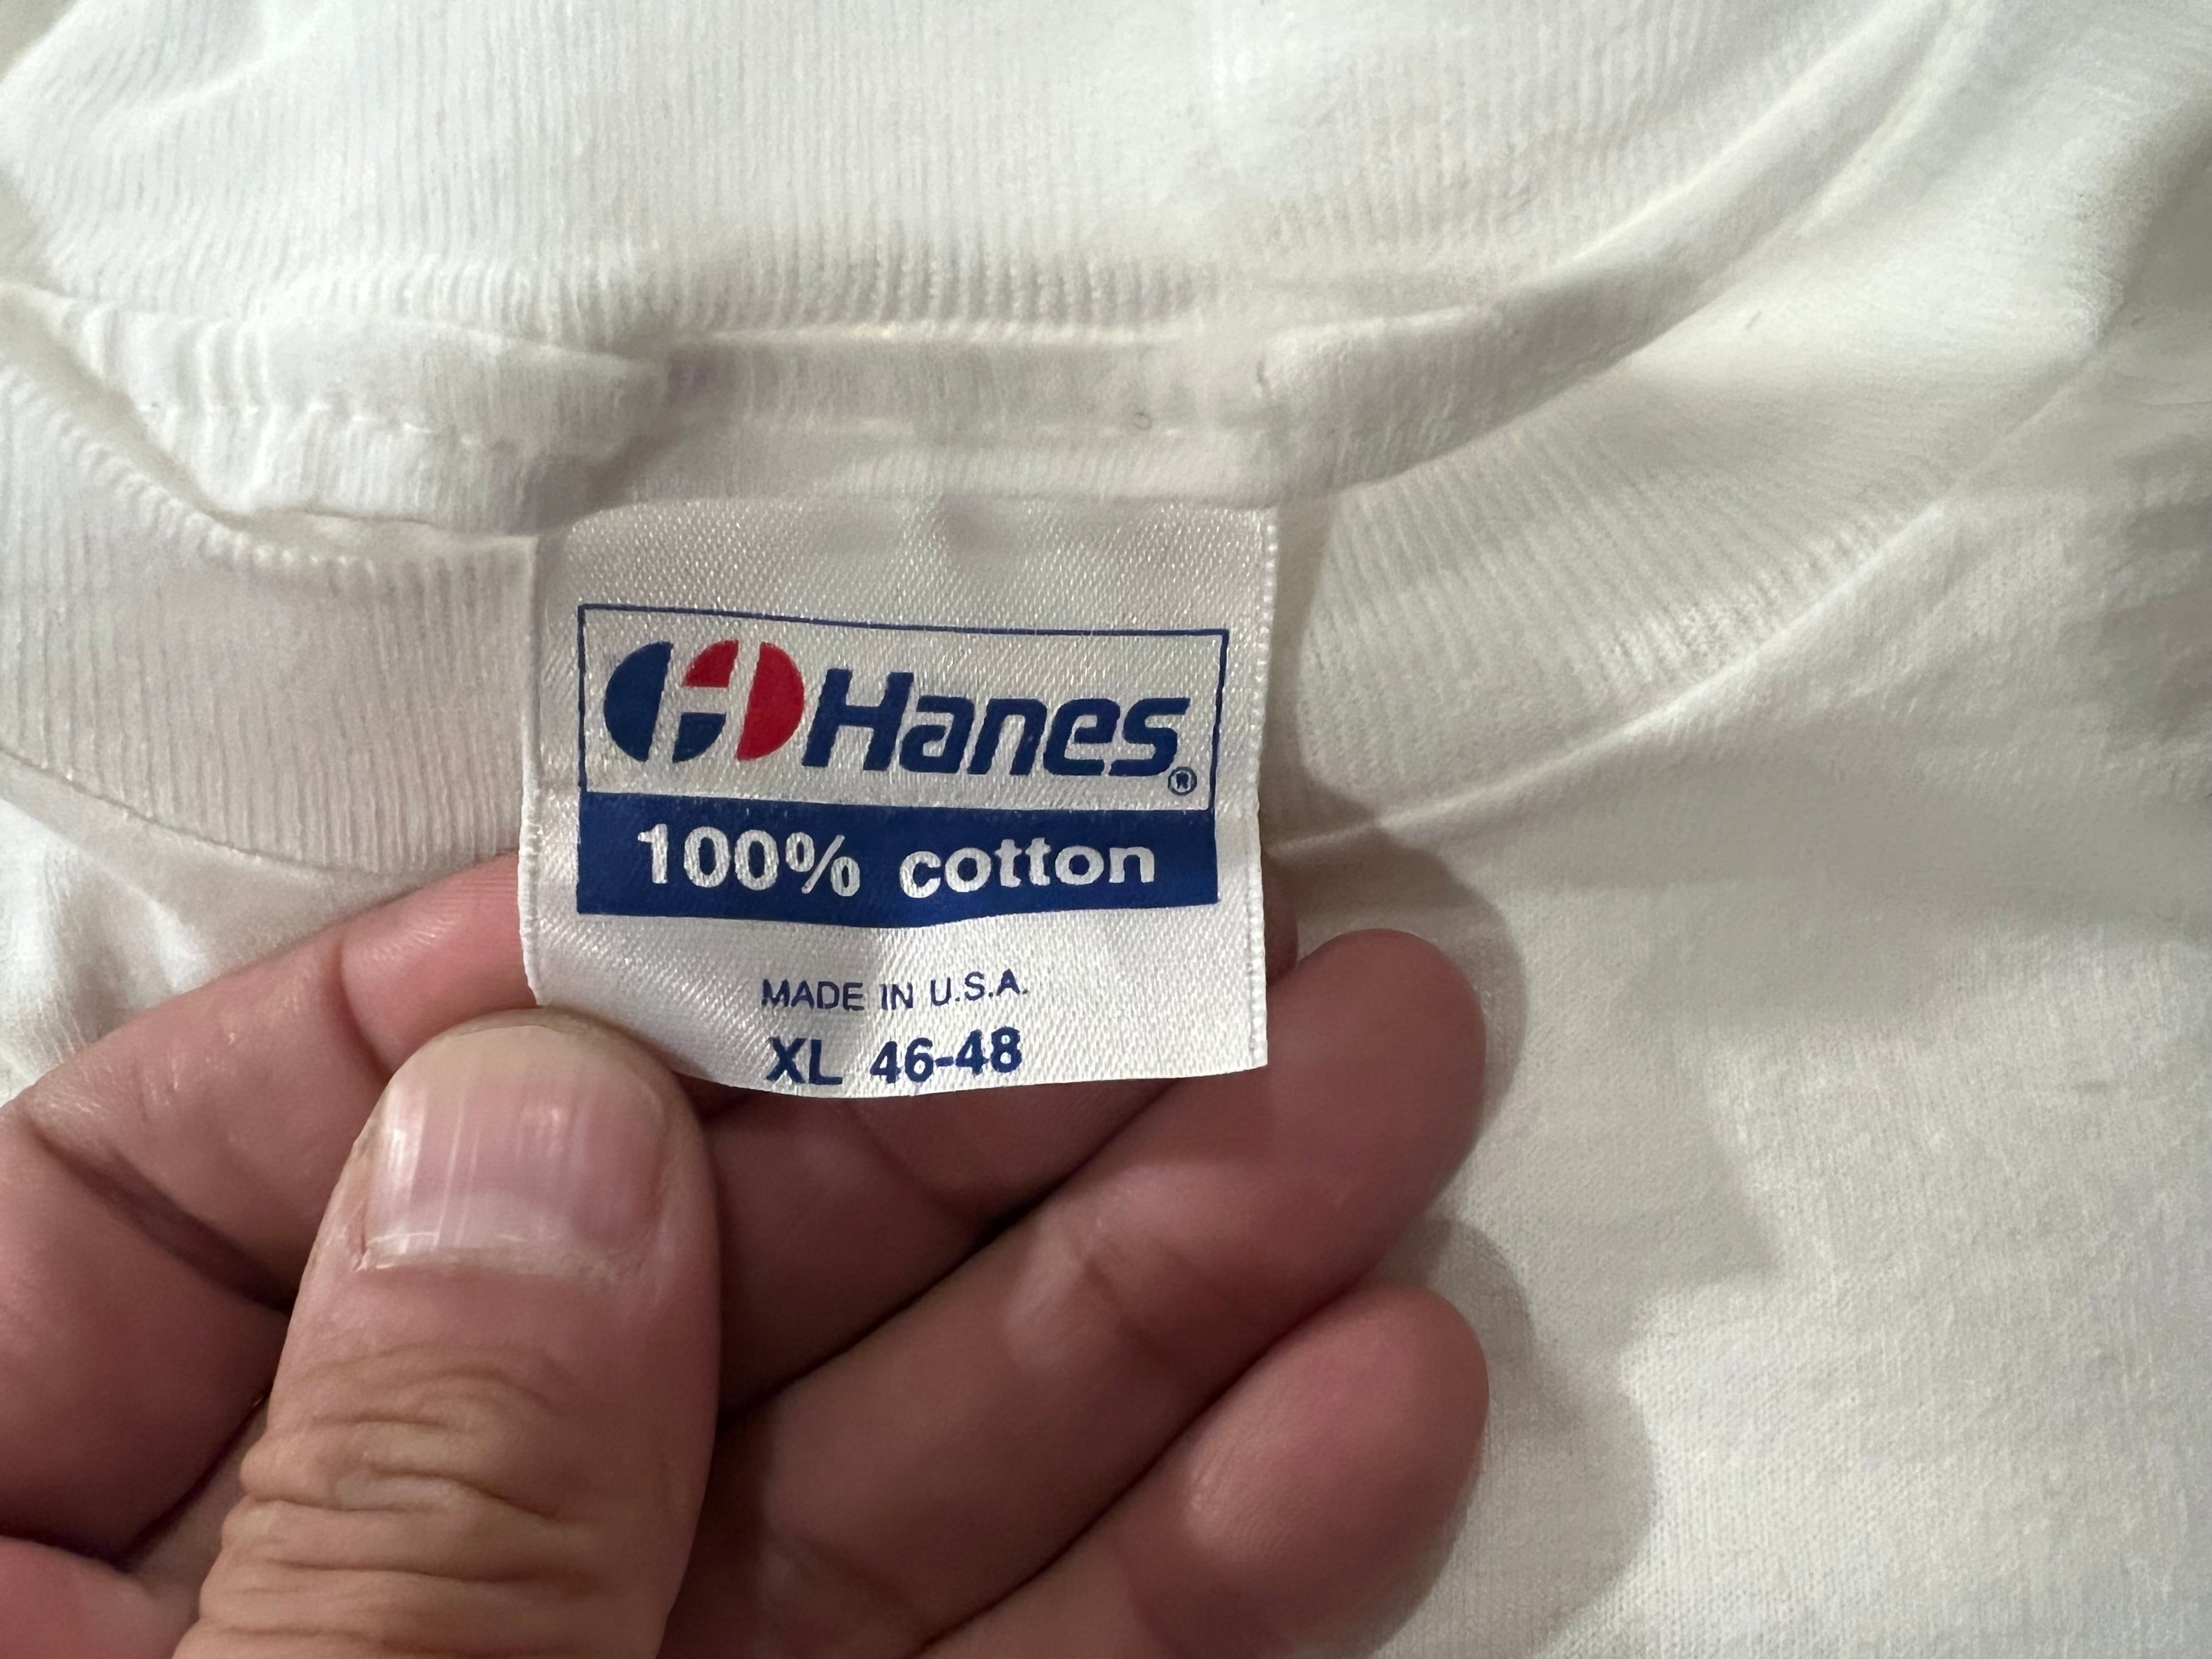 Hanes®
100% cotton
MADE IN U.S.A.
XL 46-48